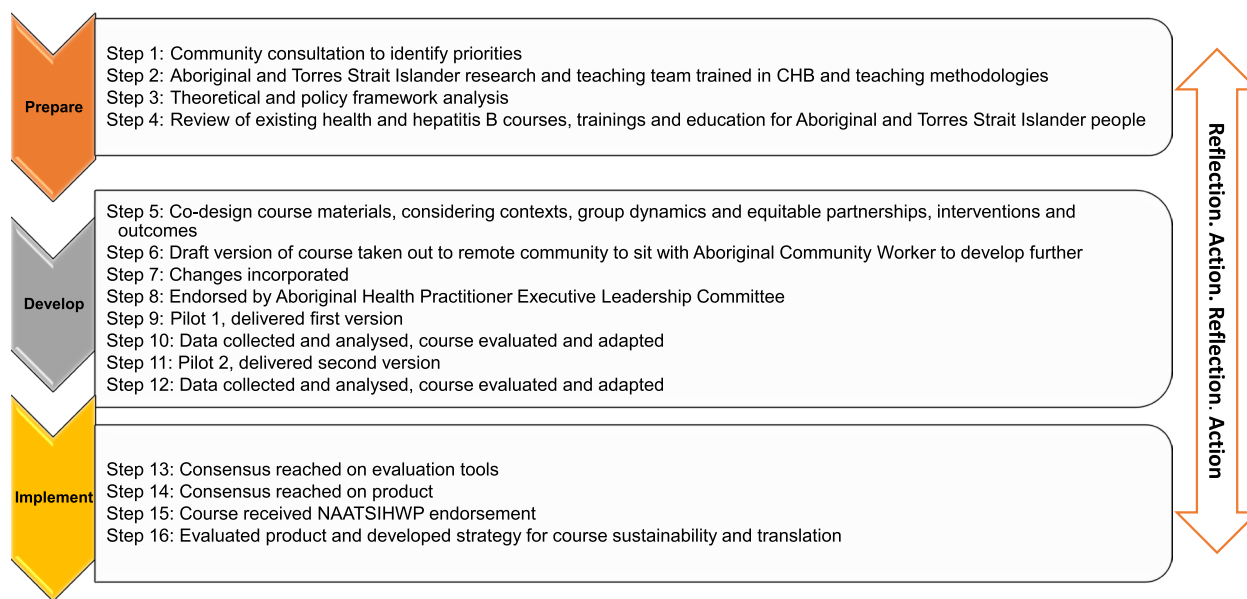 Prepare
Step 1: Community consultation to identify priorities
Step 2: Aboriginal and Torres Strait Islander research and teaching team trained in CHB and teaching methodologies
Step 3: Theoretical and policy framework analysis
Step 4: Review of existing health and hepatitis B courses, trainings and education for Aboriginal and Torres Strait Islander people
Develop
Step 5: Co-design course materials, considering contexts, group dynamics and equitable partnerships, interventions and
outcomes
Step 6: Draft version of course taken out to remote community to sit with Aboriginal Community Worker to develop further
Step 7: Changes incorporated
Step 8: Endorsed by Aboriginal Health Practitioner Executive Leadership Committee
Step 9: Pilot 1, delivered first version
Step 10: Data collected and analysed, course evaluated and adapted
Step 11: Pilot 2, delivered second version
Step 12: Data collected and analysed, course evaluated and adapted
Implement
Step 13: Consensus reached on evaluation tools
Step 14: Consensus reached on product
Step 15: Course received NAATSIHWP endorsement
Step 16: Evaluated product and developed strategy for course sustainability and translation
Reflection. Action. Reflection. Action